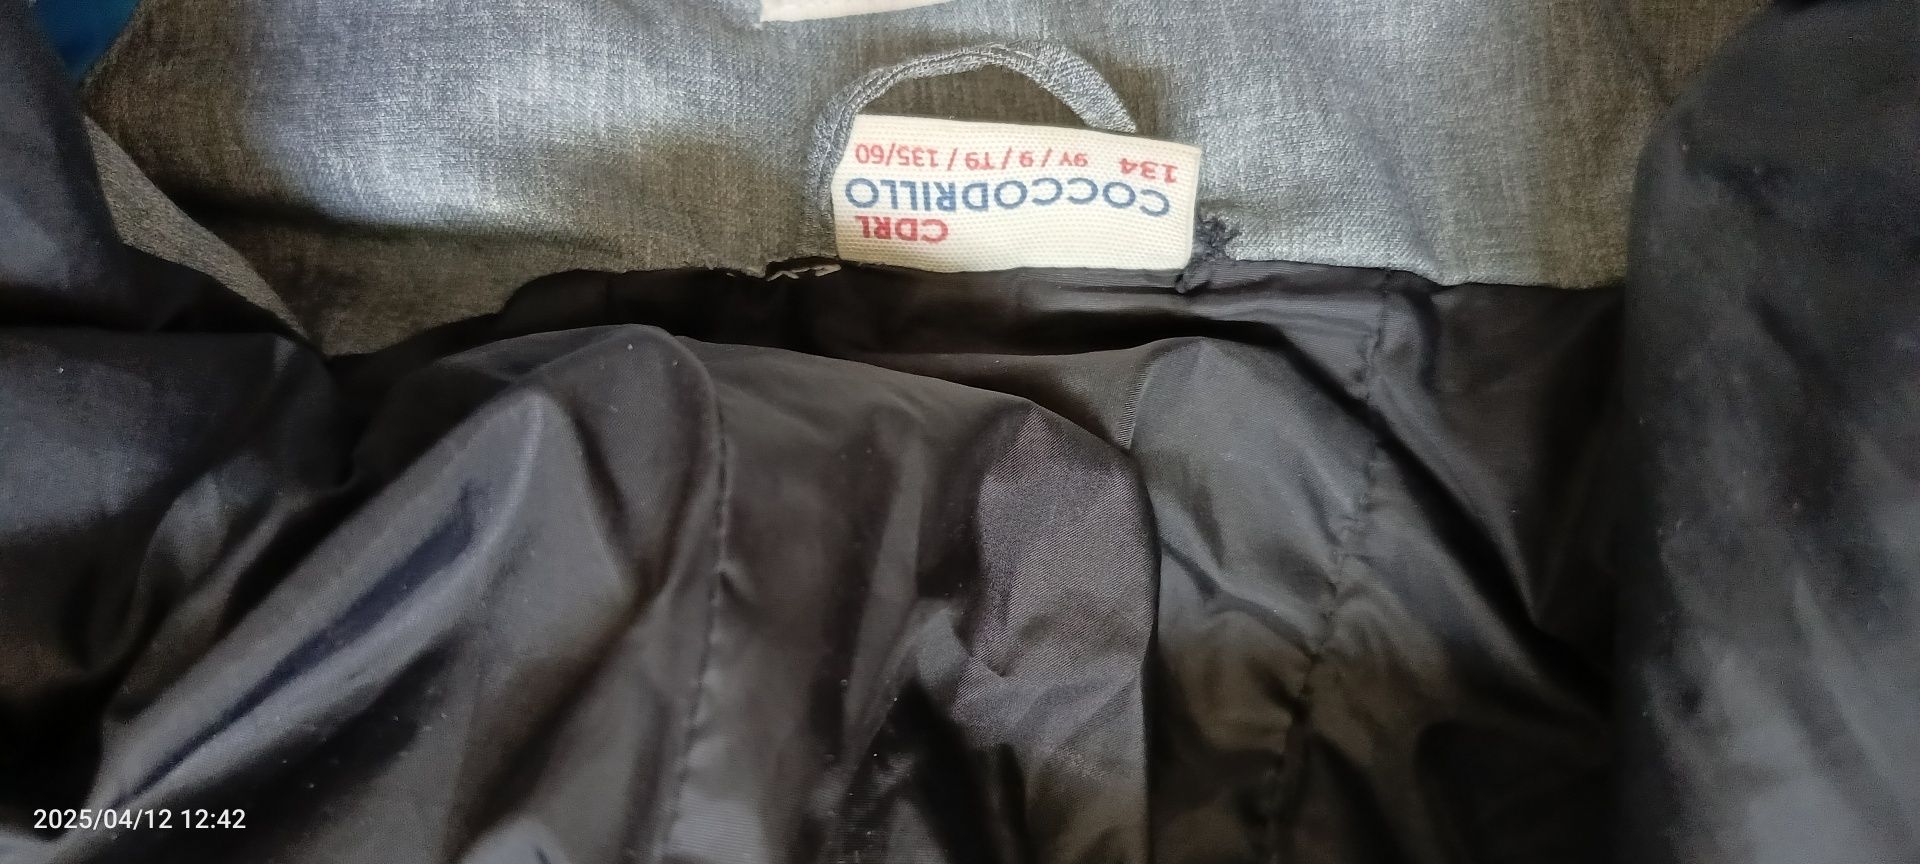 CDRL
COCCODRILLO
134 9Y / 9 / T9 / 135/60
2025/04/12 12:42